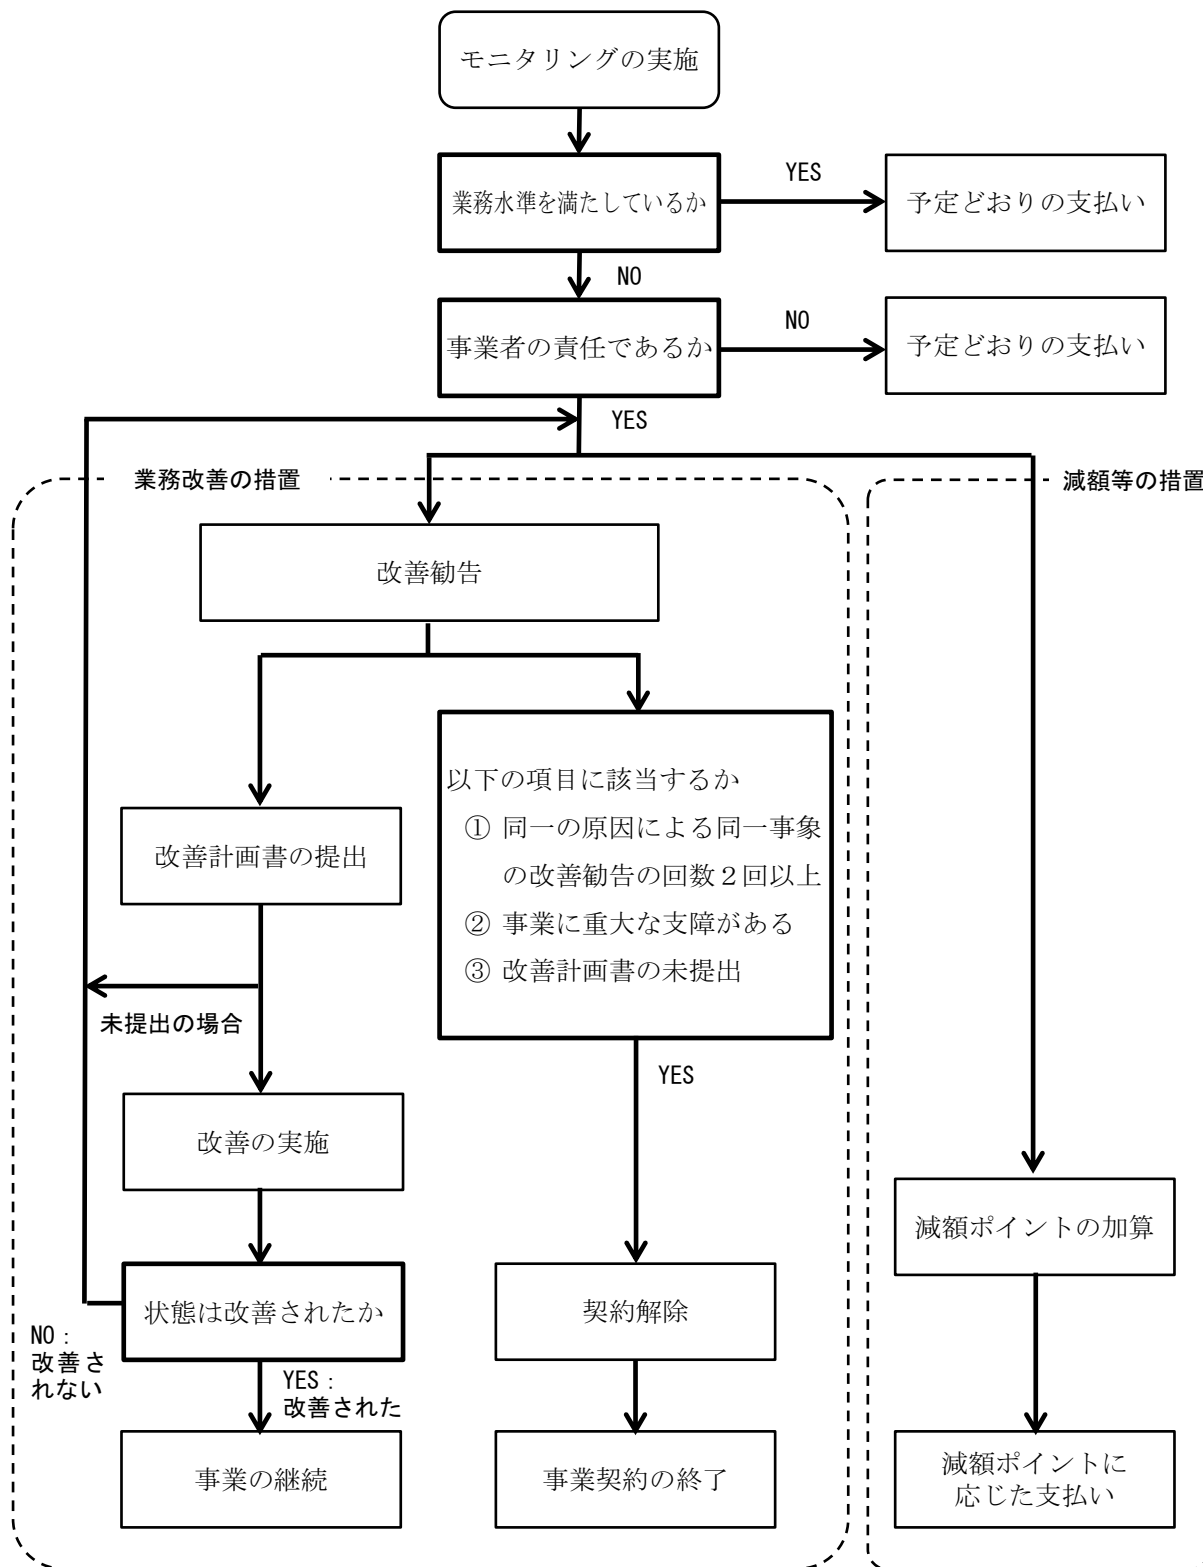 モニタリングの実施
業務水準を満たしているか
YES
予定どおりの支払い
NO
事業者の責任であるか
NO
予定どおりの支払い
YES
業務改善の措置
減額等の措置
改善勧告
以下の項目に該当するか
① 同一の原因による同一事象
の改善勧告の回数２回以上
② 事業に重大な支障がある
③ 改善計画書の未提出
改善計画書の提出
未提出の場合
YES
改善の実施
減額ポイントの加算
状態は改善されたか
契約解除
NO：
改善さ
れない
YES：
改善された
事業の継続
事業契約の終了
減額ポイントに
応じた支払い